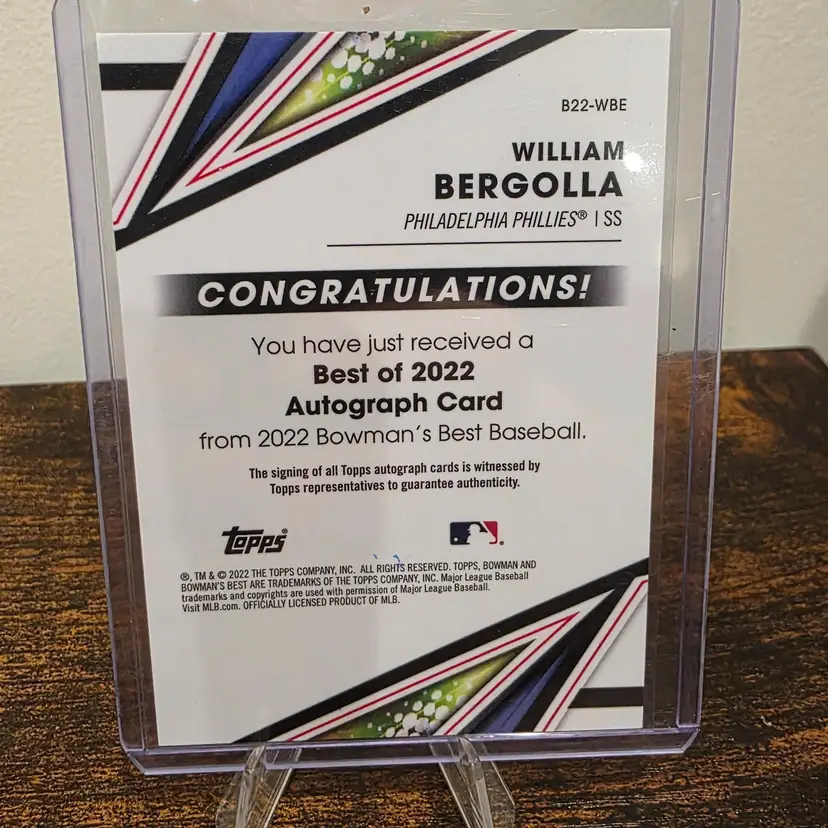 B22-WBE
WILLIAM
BERGOLLA
PHILADELPHIA PHILLIES® | SS
CONGRATULATIONS!
You have just received a
Best of 2022
Autograph Card
from 2022 Bowman's Best Baseball.
The signing of all Topps autograph cards is witnessed by
Topps representatives to guarantee authenticity.
topps®
®, TM & © 2022 THE TOPPS COMPANY, INC. ALL RIGHTS RESERVED. TOPPS, BOWMAN AND
BOWMAN'S BEST ARE TRADEMARKS OF THE TOPPS COMPANY, INC. Major League Baseball
trademarks and copyrights are used with permission of Major League Baseball.
Visit MLB.com. OFFICIALLY LICENSED PRODUCT OF MLB.